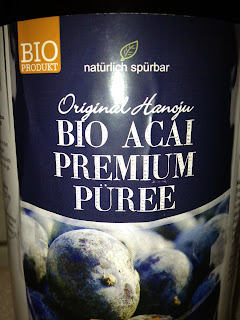 BIO
PRODUKT
natürlich spürbar
Original Hanoju
BIO ACAI
PREMIUM
PÜREE